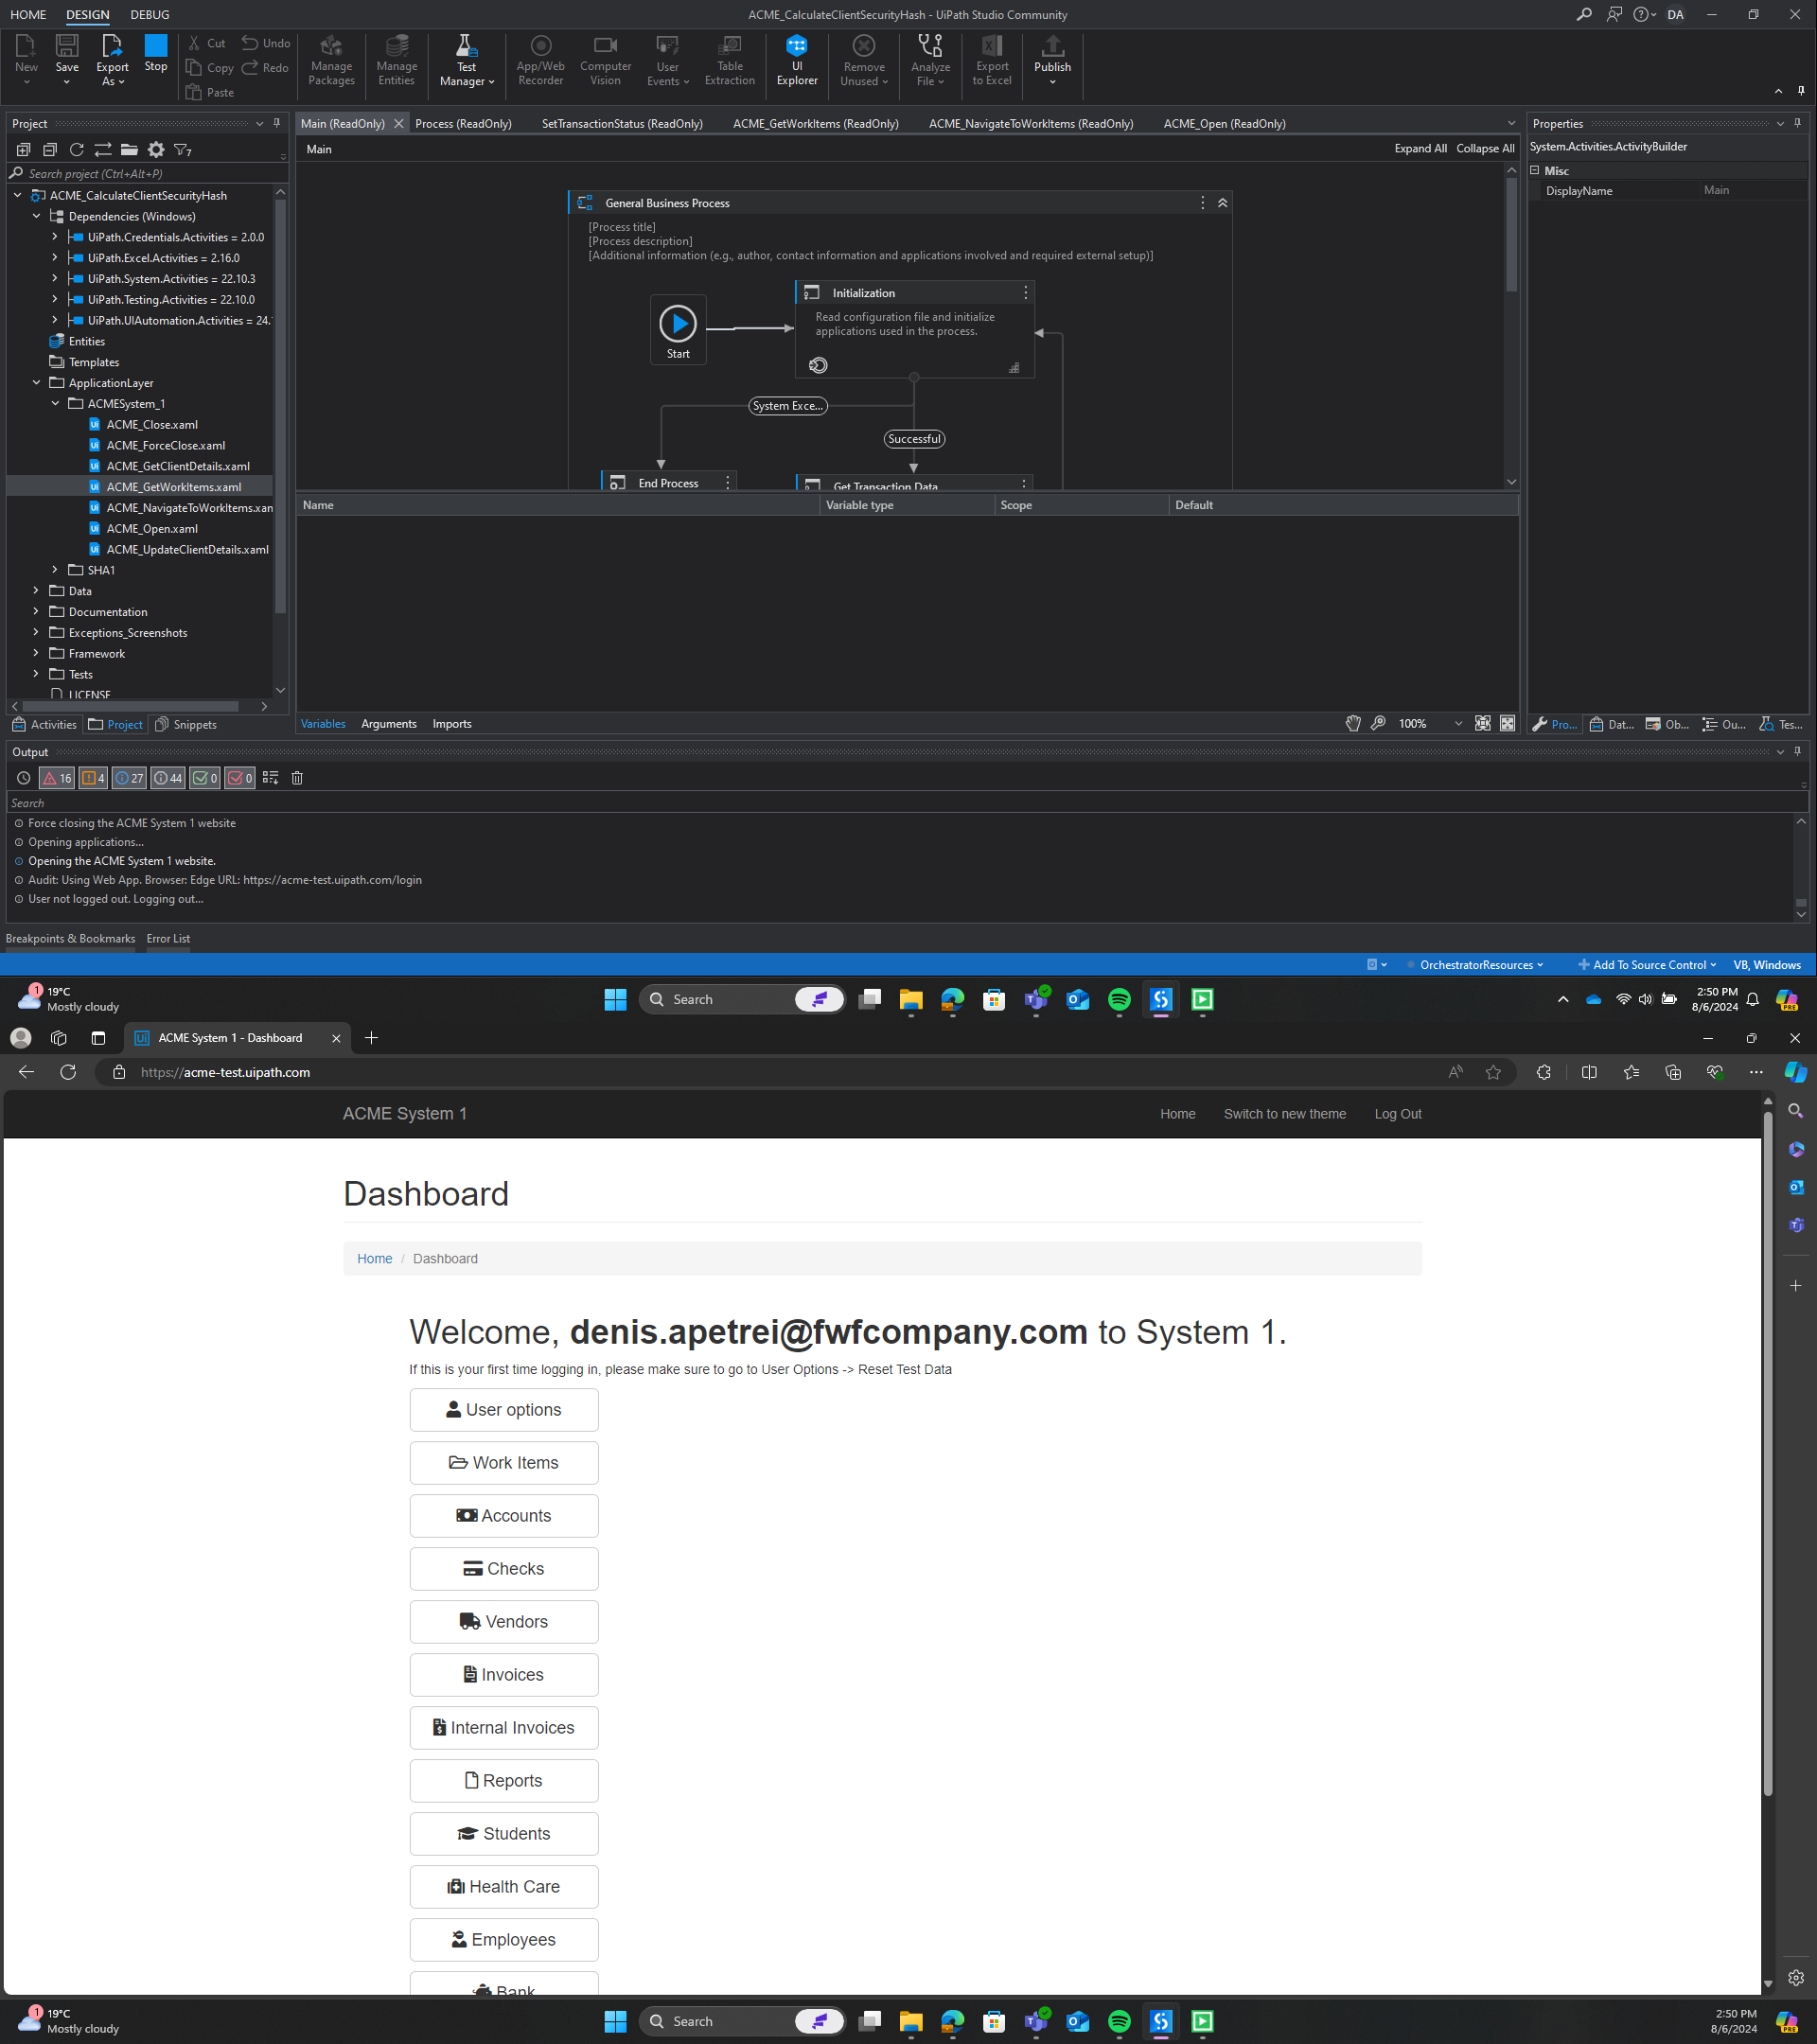 HOME DESIGN DEBUG
ACME_CalculateClientSecurityHash - UiPath Studio Community
DA
New
Save
Export As
Stop
Cut
Copy
Paste
Undo
Redo
Manage Packages
Manage Entities
Test Manager
App/Web Recorder
Computer Vision
User Events
Table Extraction
UI Explorer
Remove Unused
Analyze File
Export to Excel
Publish
Project
Search project (Ctrl+Alt+P)
ACME_CalculateClientSecurityHash
Dependencies (Windows)
UiPath.Credentials.Activities = 2.0.0
UiPath.Excel.Activities = 2.16.0
UiPath.System.Activities = 22.10.3
UiPath.Testing.Activities = 22.10.0
UiPath.UIAutomation.Activities = 24.
Entities
Templates
ApplicationLayer
ACMESystem_1
ACME_Close.xaml
ACME_ForceClose.xaml
ACME_GetClientDetails.xaml
ACME_GetWorkItems.xaml
ACME_NavigateToWorkItems.xam
ACME_Open.xaml
ACME_UpdateClientDetails.xaml
SHA1
Data
Documentation
Exceptions_Screenshots
Framework
Tests
LICENSE
Activities Project Snippets
Main (ReadOnly) Process (ReadOnly) SetTransactionStatus (ReadOnly) ACME_GetWorkItems (ReadOnly) ACME_NavigateToWorkItems (ReadOnly) ACME_Open (ReadOnly)
Main Expand All Collapse All
General Business Process
[Process title]
[Process description]
[Additional information (e.g., author, contact information and applications involved and required external setup)]
Start
Initialization
Read configuration file and initialize
applications used in the process.
System Exce...
Successful
End Process
Get Transaction Data
Name Variable type Scope Default
Variables Arguments Imports
100%
Properties
System.Activities.ActivityBuilder
Misc
DisplayName Main
Pro... Dat... Ob... Ou... Tes...
Output
16 4 27 44 0 0
Search
Force closing the ACME System 1 website
Opening applications...
Opening the ACME System 1 website.
Audit: Using Web App. Browser: Edge URL: https://acme-test.uipath.com/login
User not logged out. Logging out...
Breakpoints & Bookmarks Error List
OrchestratorResources Add To Source Control VB, Windows
1
19°C
Mostly cloudy
Search
2:50 PM
8/6/2024
PRE
ACME System 1 - Dashboard
https://acme-test.uipath.com
ACME System 1 Home Switch to new theme Log Out
Dashboard
Home / Dashboard
Welcome, denis.apetrei@fwfcompany.com to System 1.
If this is your first time logging in, please make sure to go to User Options -> Reset Test Data
User options
Work Items
Accounts
Checks
Vendors
Invoices
Internal Invoices
Reports
Students
Health Care
Employees
Bank
1
19°C
Mostly cloudy
Search
2:50 PM
8/6/2024
PRE